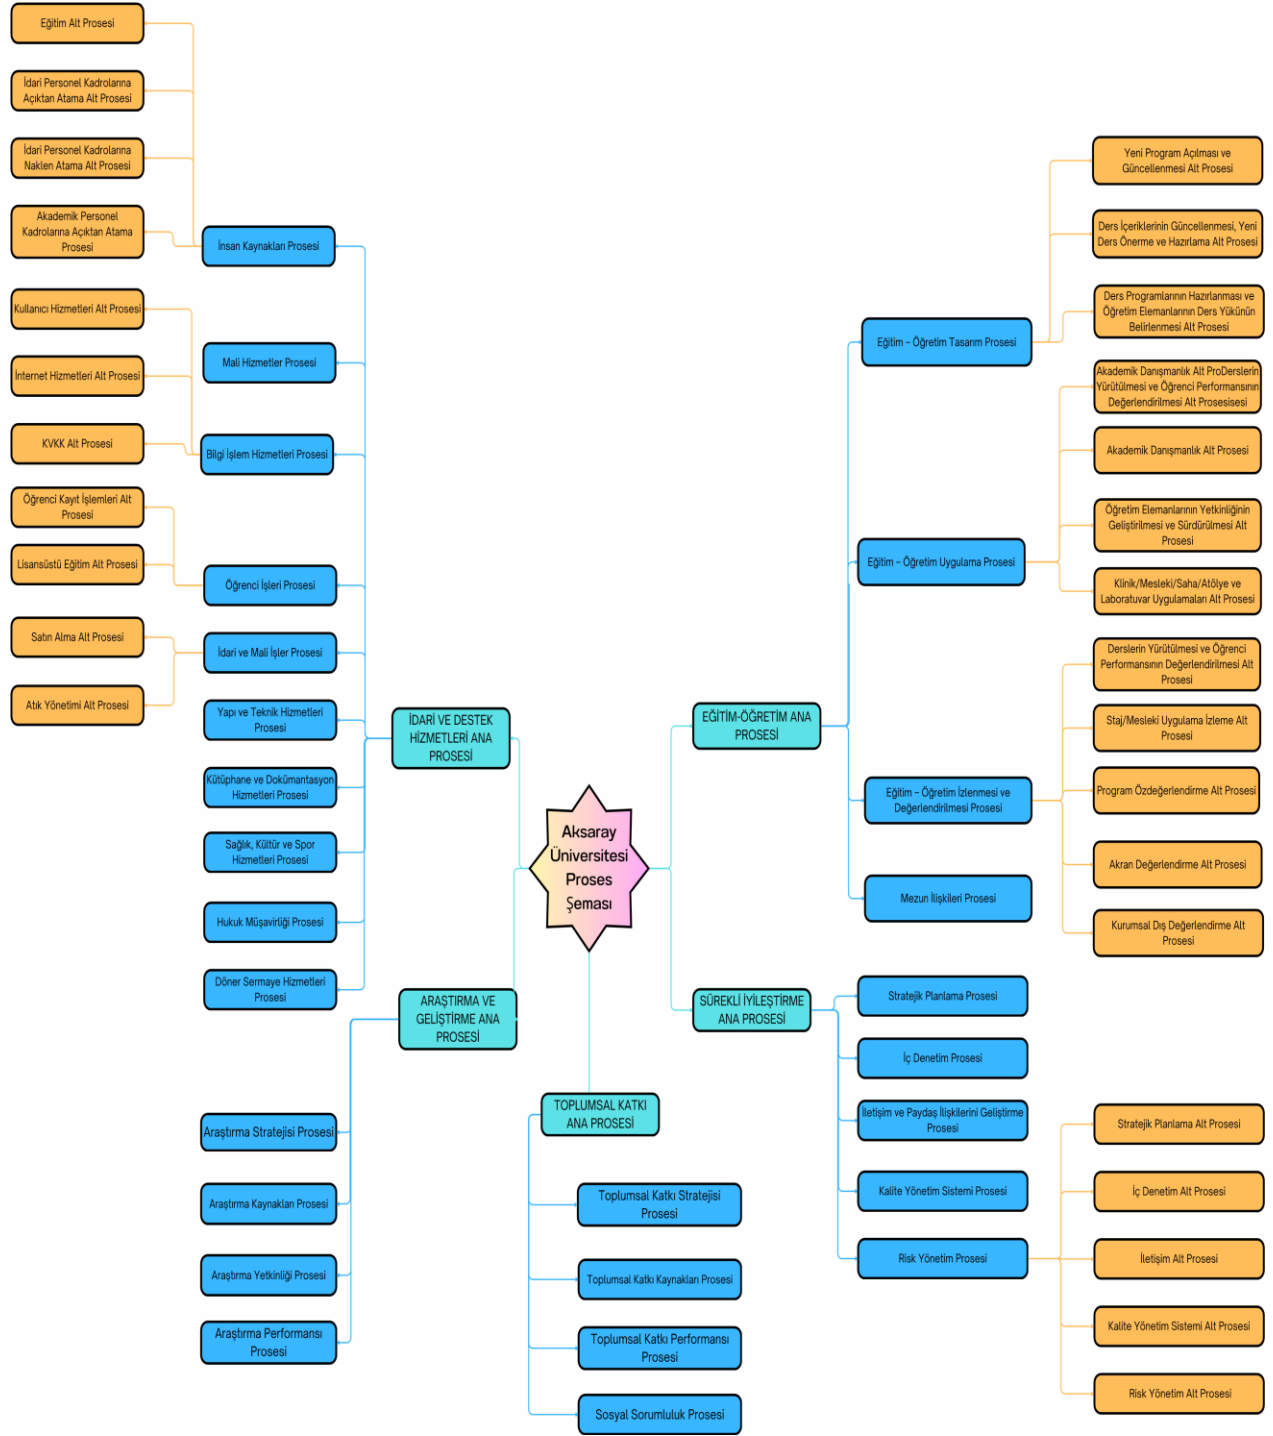 Eğitim Alt Prosesi
İdari Personel Kadrolarına
Açıktan Atama Alt Prosesi
İdari Personel Kadrolarına
Naklen Atama Alt Prosesi
Akademik Personel
Kadrolarına Açıktan Atama
Prosesi
İnsan Kaynakları Prosesi
Kullanıcı Hizmetleri Alt Prosesi
İnternet Hizmetleri Alt Prosesi
KVKK Alt Prosesi
Mali Hizmetler Prosesi
Bilgi İşlem Hizmetleri Prosesi
Öğrenci Kayıt İşlemleri Alt
Prosesi
Lisansüstü Eğitim Alt Prosesi
Öğrenci İşleri Prosesi
Satın Alma Alt Prosesi
Atık Yönetimi Alt Prosesi
İdari ve Mali İşler Prosesi
Yapı ve Teknik Hizmetleri
Prosesi
Kütüphane ve Dokümantasyon
Hizmetleri Prosesi
Sağlık, Kültür ve Spor
Hizmetleri Prosesi
Hukuk Müşavirliği Prosesi
Döner Sermaye Hizmetleri
Prosesi
İDARİ VE DESTEK
HİZMETLERİ ANA
PROSESİ
ARAŞTIRMA VE
GELİŞTİRME ANA
PROSESİ
Araştırma Stratejisi Prosesi
Araştırma Kaynakları Prosesi
Araştırma Yetkinliği Prosesi
Araştırma Performansı
Prosesi
Aksaray
Üniversitesi
Proses
Şeması
TOPLUMSAL KATKI
ANA PROSESİ
Toplumsal Katkı Stratejisi
Prosesi
Toplumsal Katkı Kaynakları Prosesi
Toplumsal Katkı Performansı
Prosesi
Sosyal Sorumluluk Prosesi
EĞİTİM-ÖĞRETİM ANA
PROSESİ
Eğitim – Öğretim Tasarım Prosesi
Yeni Program Açılması ve
Güncellenmesi Alt Prosesi
Ders İçeriklerinin Güncellenmesi, Yeni
Ders Önerme ve Hazırlama Alt Prosesi
Ders Programlarının Hazırlanması ve
Öğretim Elemanlarının Ders Yükünün
Belirlenmesi Alt Prosesi
Eğitim – Öğretim Uygulama Prosesi
Akademik Danışmanlık Alt ProDerslerin
Yürütülmesi ve Öğrenci Performansının
Değerlendirilmesi Alt Prosesisesi
Akademik Danışmanlık Alt Prosesi
Öğretim Elemanlarının Yetkinliğinin
Geliştirilmesi ve Sürdürülmesi Alt
Prosesi
Klinik/Mesleki/Saha/Atölye ve
Laboratuvar Uygulamaları Alt Prosesi
Eğitim – Öğretim İzlenmesi ve
Değerlendirilmesi Prosesi
Derslerin Yürütülmesi ve Öğrenci
Performansının Değerlendirilmesi Alt
Prosesi
Staj/Mesleki Uygulama İzleme Alt
Prosesi
Program Özdeğerlendirme Alt Prosesi
Akran Değerlendirme Alt Prosesi
Kurumsal Dış Değerlendirme Alt
Prosesi
Mezun İlişkileri Prosesi
SÜREKLİ İYİLEŞTİRME
ANA PROSESİ
Stratejik Planlama Prosesi
İç Denetim Prosesi
İletişim ve Paydaş İlişkilerini Geliştirme
Prosesi
Kalite Yönetim Sistemi Prosesi
Risk Yönetim Prosesi
Stratejik Planlama Alt Prosesi
İç Denetim Alt Prosesi
İletişim Alt Prosesi
Kalite Yönetim Sistemi Alt Prosesi
Risk Yönetim Alt Prosesi